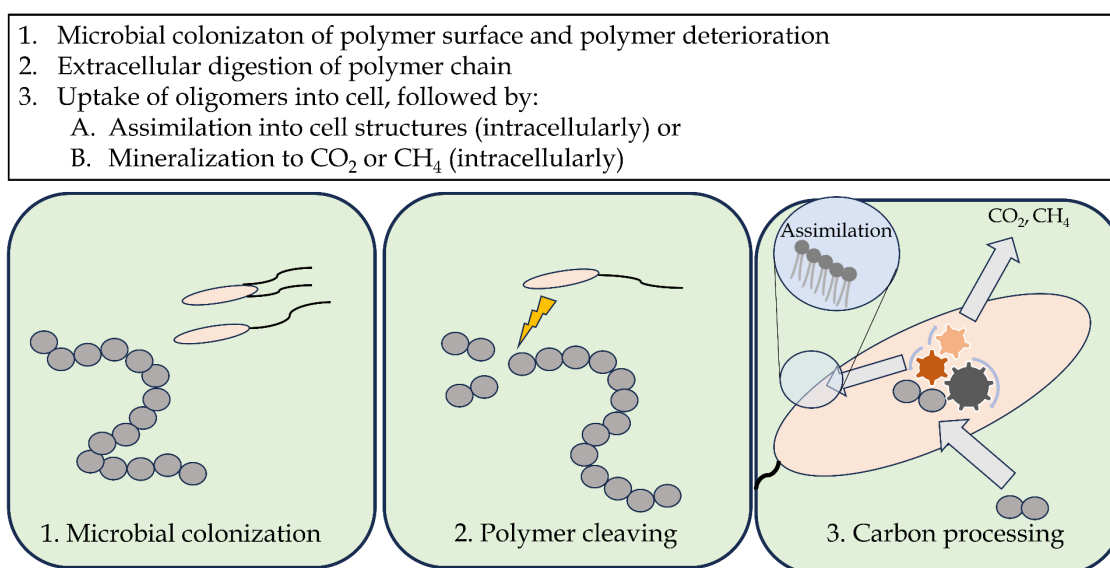 1. Microbial colonizaton of polymer surface and polymer deterioration
2. Extracellular digestion of polymer chain
3. Uptake of oligomers into cell, followed by:
A. Assimilation into cell structures (intracellularly) or
B. Mineralization to CO₂ or CH₄ (intracellularly)
1. Microbial colonization
2. Polymer cleaving
Assimilation
CO₂, CH₄
3. Carbon processing